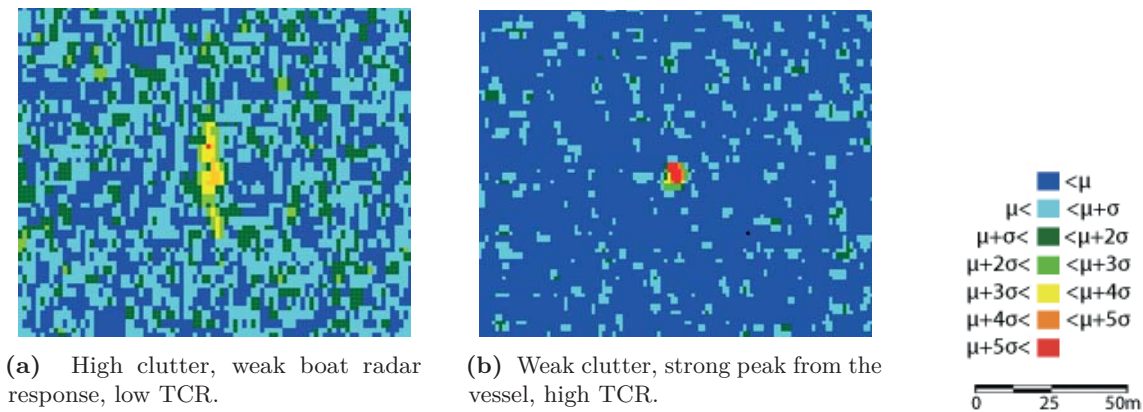 (a) High clutter, weak boat radar
response, low TCR.
(b) Weak clutter, strong peak from the
vessel, high TCR.
<μ
μ< <μ+σ
μ+σ< <μ+2σ
μ+2σ< <μ+3σ
μ+3σ< <μ+4σ
μ+4σ< <μ+5σ
μ+5σ<
0 25 50m